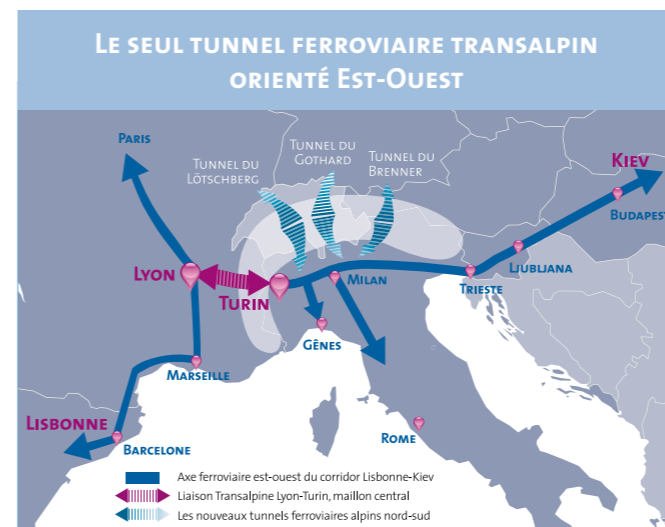 Le seul tunnel ferroviaire transalpin
orienté Est-Ouest
Paris
Tunnel du
Lötschberg
Tunnel du
Gothard
Tunnel du
Brenner
Kiev
Budapest
Ljubljana
Trieste
Lyon
Turin
Milan
Gênes
Marseille
Lisbonne
Barcelone
Rome
Axe ferroviaire est-ouest du corridor Lisbonne-Kiev
Liaison Transalpine Lyon-Turin, maillon central
Les nouveaux tunnels ferroviaires alpins nord-sud